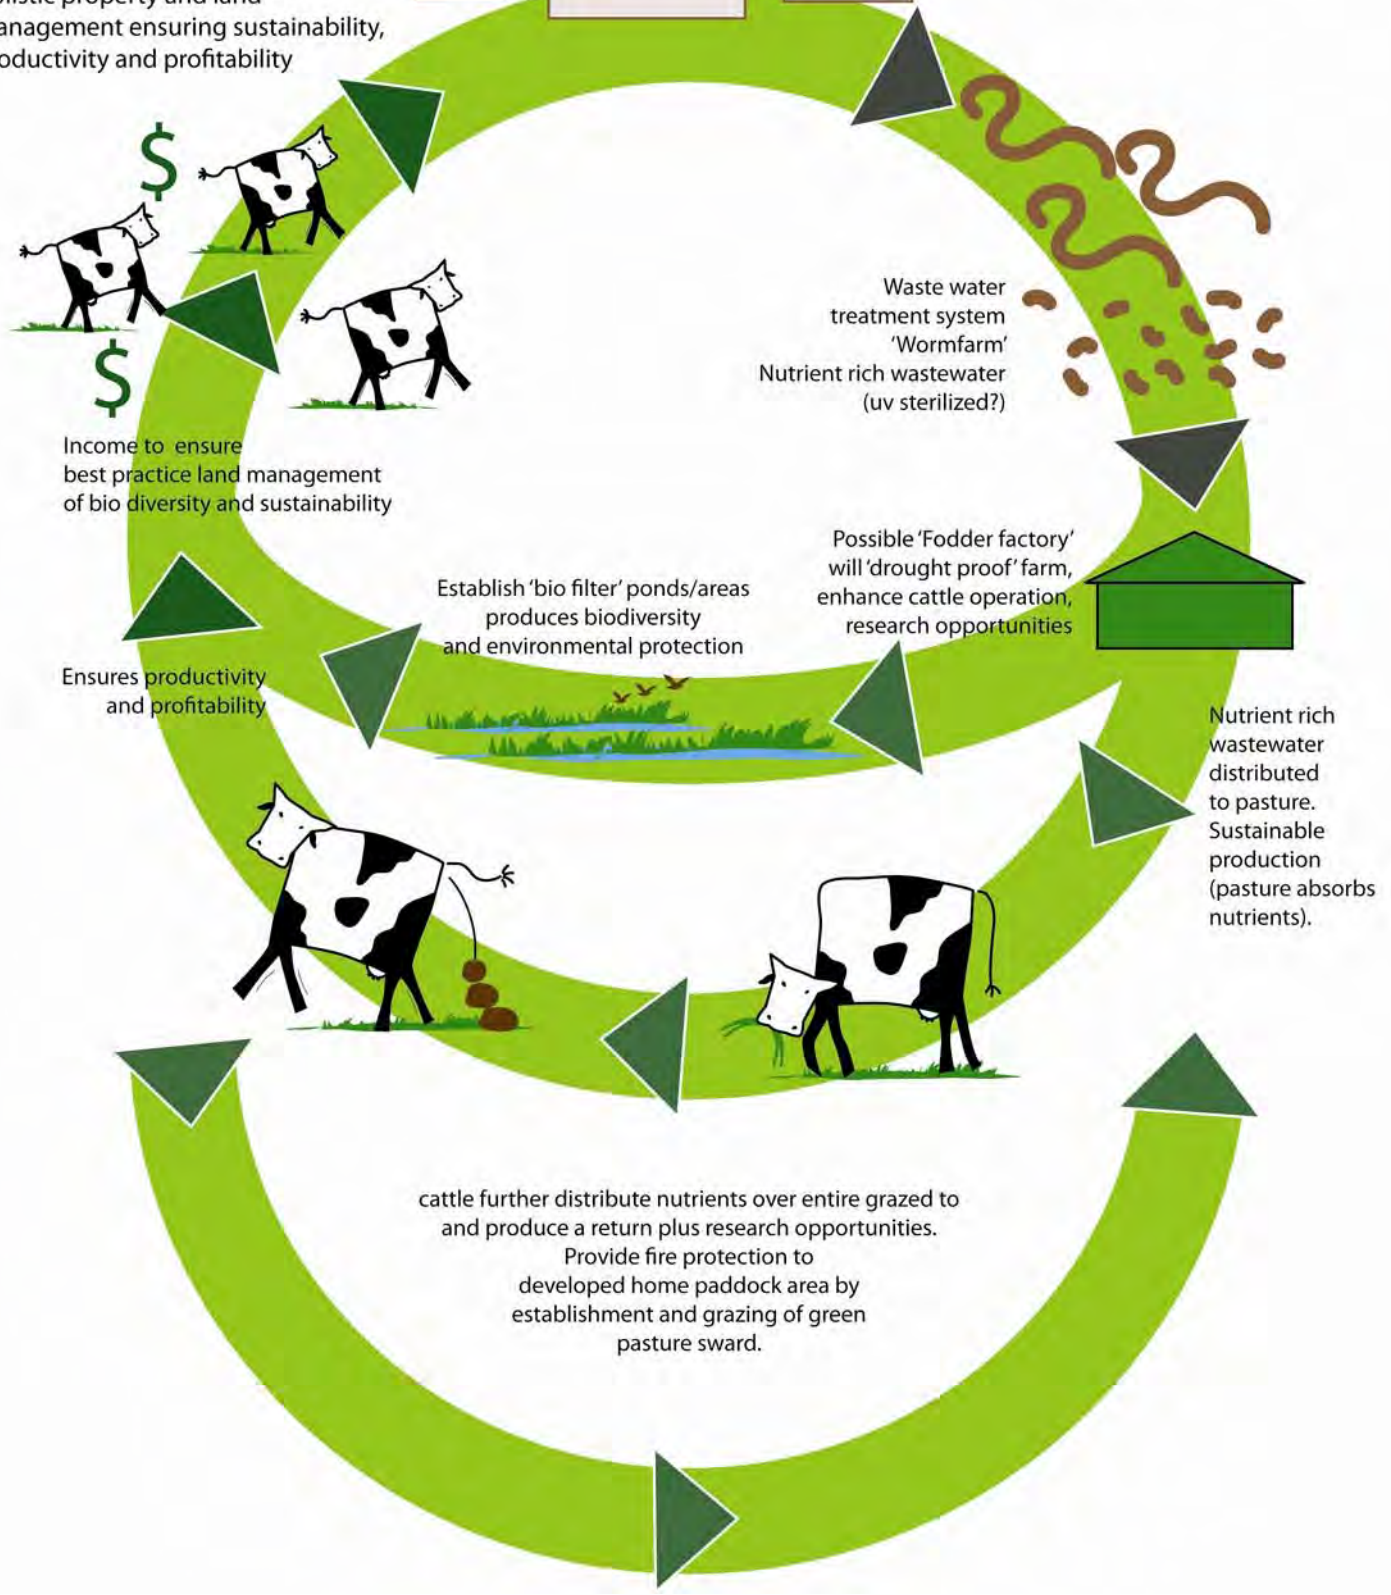 anagement ensuring sustainability,
oductivity and profitability
$
$
Waste water
treatment system
'Wormfarm'
Nutrient rich wastewater
(uv sterilized?)
Income to ensure
best practice land management
of bio diversity and sustainability
Possible 'Fodder factory'
will 'drought proof' farm,
enhance cattle operation,
research opportunities
Establish 'bio filter' ponds/areas
produces biodiversity
and environmental protection
Ensures productivity
and profitability
Nutrient rich
wastewater
distributed
to pasture.
Sustainable
production
(pasture absorbs
nutrients).
cattle further distribute nutrients over entire grazed to
and produce a return plus research opportunities.
Provide fire protection to
developed home paddock area by
establishment and grazing of green
pasture sward.